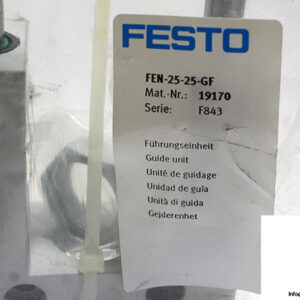 FESTO
FEN-25-25-GF
Mat.-Nr.: 19170
Serie: F843
Führungseinheit
Guide unit
Unité de guidage
Unidad de guía
Unità di guida
Gejderenhet